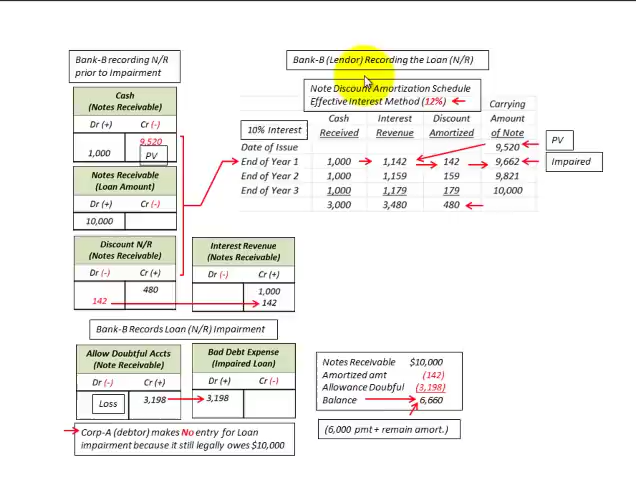 Bank-B recording N/R
prior to Impairment
Bank-B (Lendor) Recording the Loan (N/R)
Note Discount Amortization Schedule
Effective Interest Method (12%)
Carrying
Cash Interest Discount Amount
10% Interest Received Revenue Amortized of Note
Date of Issue 9,520
End of Year 1 1,000 1,142 142 9,662
End of Year 2 1,000 1,159 159 9,821
End of Year 3 1,000 1,179 179 10,000
3,000 3,480 480
PV
Impaired
Cash
(Notes Receivable)
Dr (+) Cr (-)
9,520
1,000 PV
Notes Receivable
(Loan Amount)
Dr (+) Cr (-)
10,000
Discount N/R
(Notes Receivable)
Dr (-) Cr (+)
480
142
Interest Revenue
(Notes Receivable)
Dr (-) Cr (+)
1,000
142
Bank-B Records Loan (N/R) Impairment
Allow Doubtful Accts
(Note Receivable)
Dr (-) Cr (+)
Loss 3,198
Bad Debt Expense
(Impaired Loan)
Dr (+) Cr (-)
3,198
Notes Receivable $10,000
Amortized amt (142)
Allowance Doubful (3,198)
Balance 6,660
(6,000 pmt + remain amort.)
Corp-A (debtor) makes No entry for Loan
impairment because it still legally owes $10,000